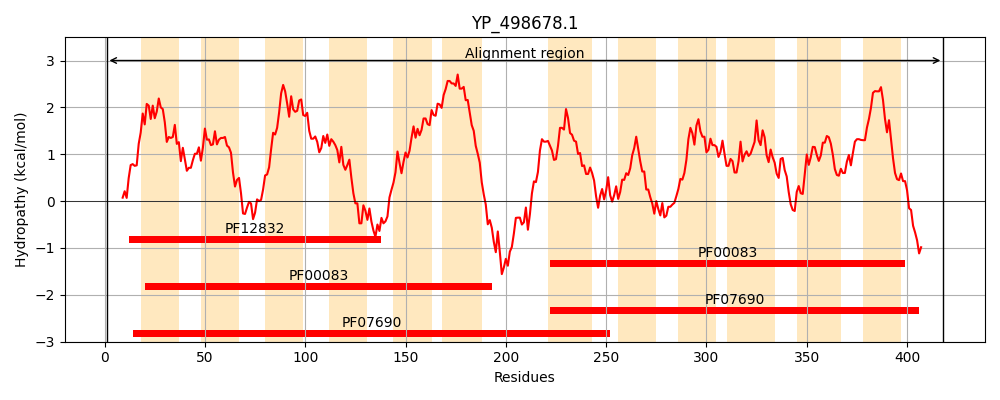 YP_498678.1
Alignment region
3
2
1
0
−1
−2
−3
Hydropathy (kcal/mol)
PF12832
PF00083
PF00083
PF07690
PF07690
0
50
100
150
200
250
300
350
400
Residues